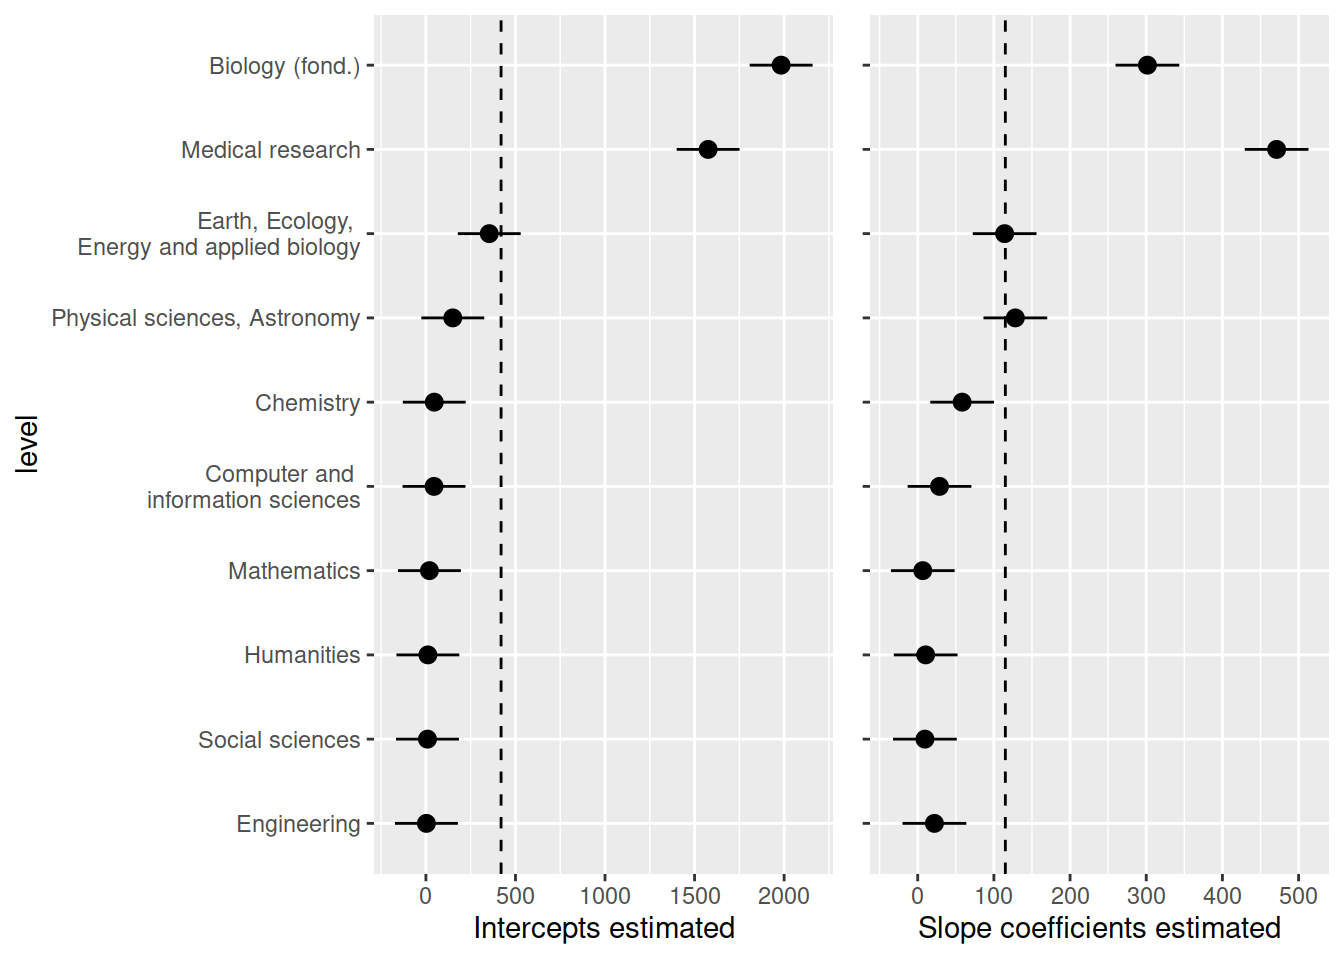 Biology (fond.)
Medical research
Earth, Ecology,
Energy and applied biology
Physical sciences, Astronomy
Chemistry
Computer and
information sciences
Mathematics
Humanities
Social sciences
Engineering
level
0 500 1000 1500 2000
Intercepts estimated
0 100 200 300 400 500
Slope coefficients estimated